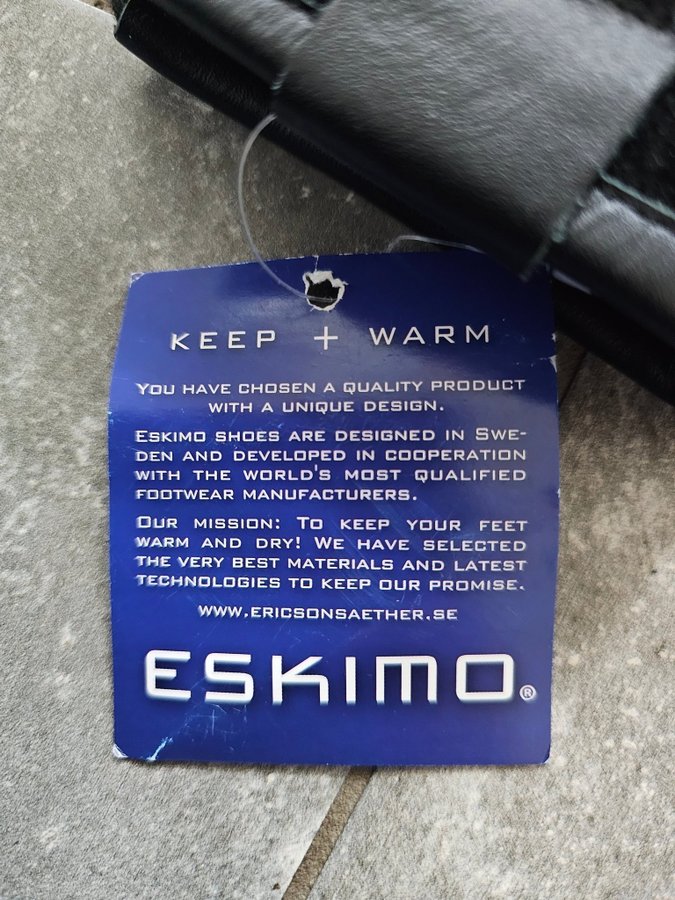 KEEP + WARM
YOU HAVE CHOSEN A QUALITY PRODUCT
WITH A UNIQUE DESIGN.
ESKIMO SHOES ARE DESIGNED IN SWE-
DEN AND DEVELOPED IN COOPERATION
WITH THE WORLD'S MOST QUALIFIED
FOOTWEAR MANUFACTURERS.
OUR MISSION: TO KEEP YOUR FEET
WARM AND DRY! WE HAVE SELECTED
THE VERY BEST MATERIALS AND LATEST
TECHNOLOGIES TO KEEP OUR PROMISE.
WWW.ERICSONSAETHER.SE
ESKIMO®